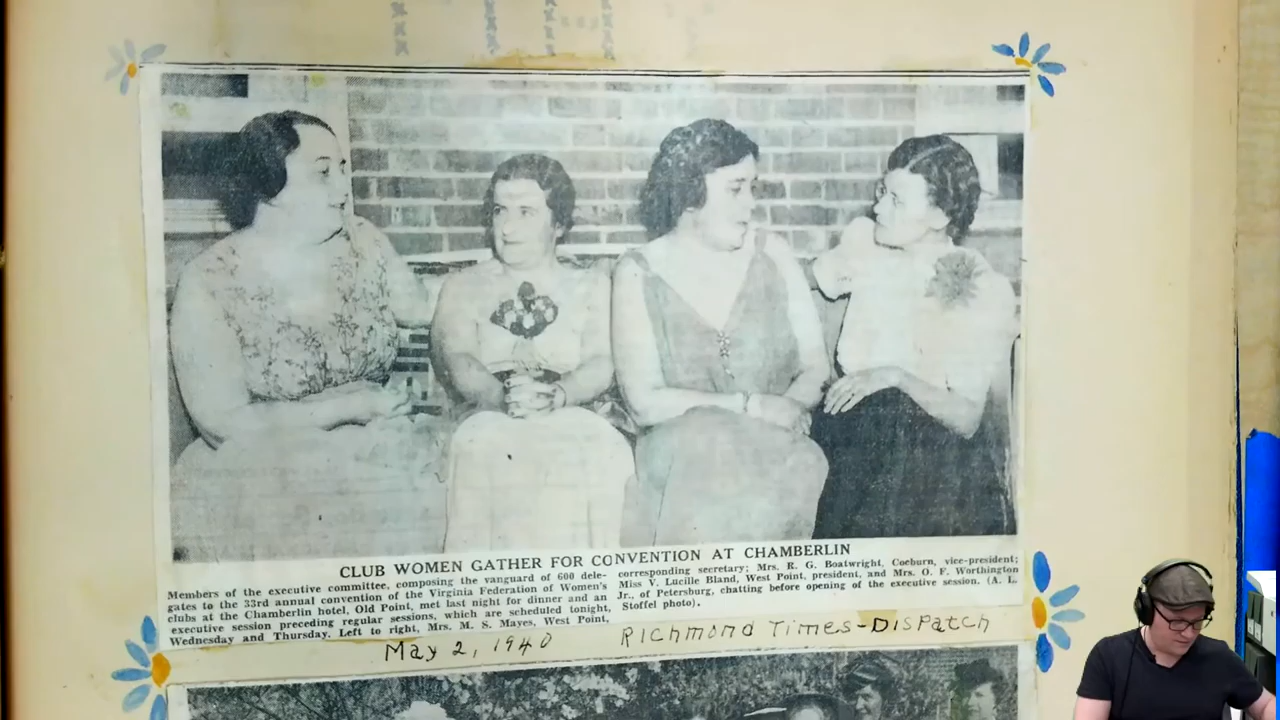 CLUB WOMEN GATHER FOR CONVENTION AT CHAMBERLIN
Members of the executive committee, composing the vanguard of 600 dele-
gates to the 33rd annual convention of the Virginia Federation of Women's
clubs at the Chamberlin hotel, Old Point, met last night for dinner and an
executive session preceding regular sessions, which are scheduled tonight,
Wednesday and Thursday. Left to right, Mrs. M. S. Mayes, West Point,
corresponding secretary; Mrs. R. G. Boatwright, Coeburn, vice-president;
Miss V. Lucille Bland, West Point, president, and Mrs. O. F. Worthington
Jr., of Petersburg, chatting before opening of the executive session. (A. L.
Stoffel photo).
May 2, 1940 Richmond Times-Dispatch